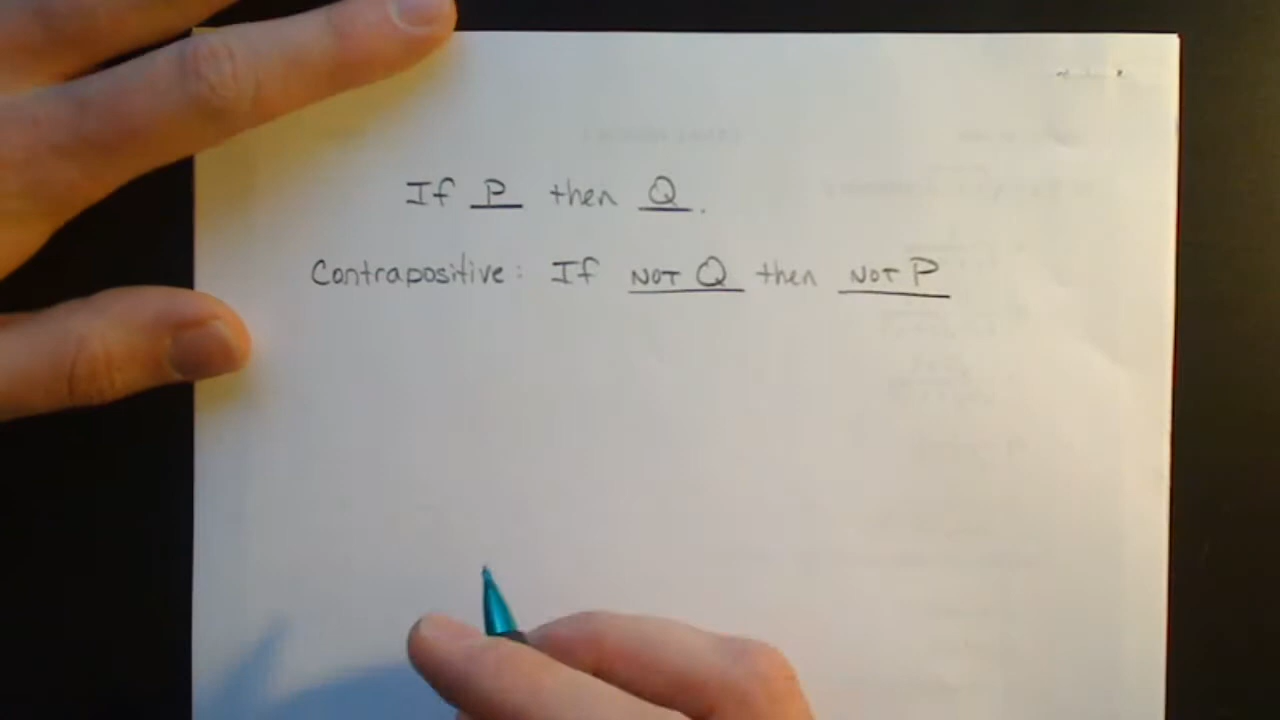 If P then Q.
Contrapositive: If NOT Q then NOT P